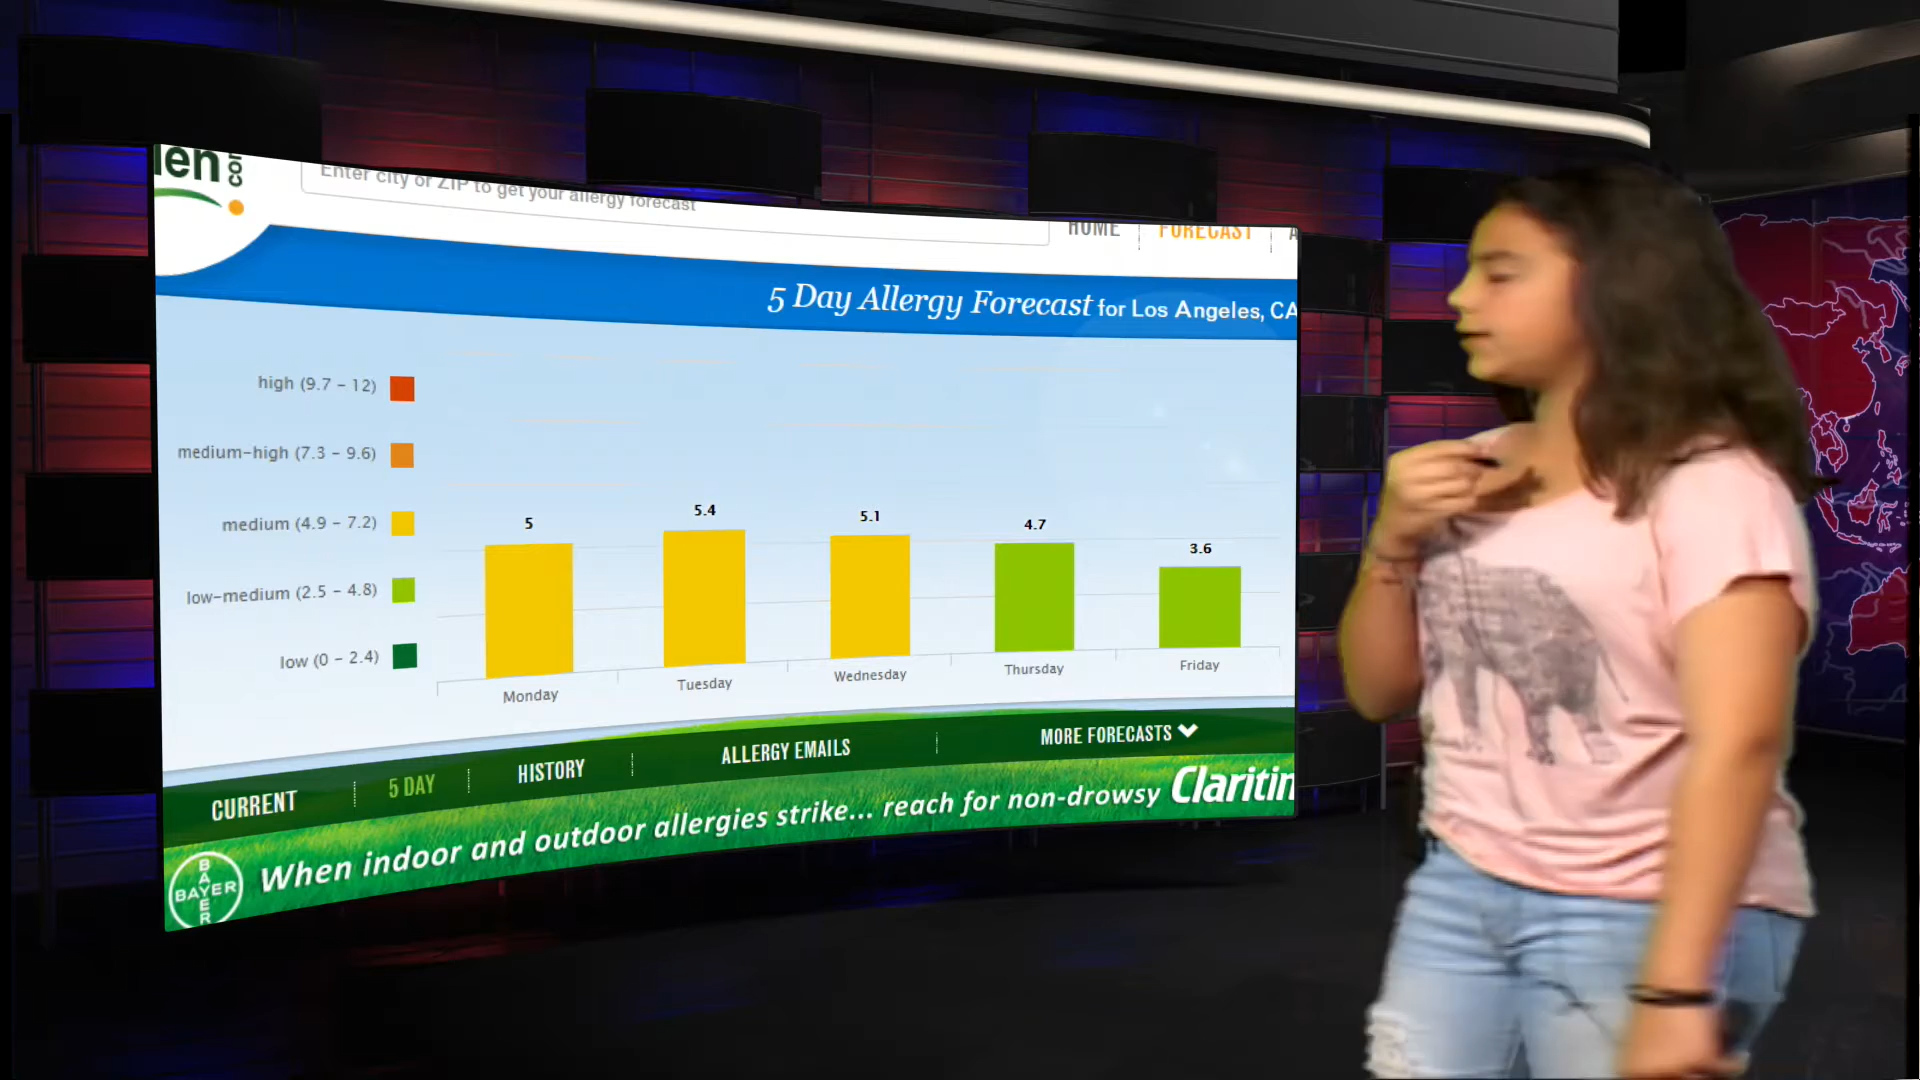 len
con
Enter city or ZIP to get your allergy forecast
HOME
FORECAST
A
5 Day Allergy Forecast for Los Angeles, CA
high (9.7 – 12)
medium-high (7.3 – 9.6)
medium (4.9 – 7.2)
low-medium (2.5 – 4.8)
low (0 – 2.4)
5
5.4
5.1
4.7
3.6
Monday
Tuesday
Wednesday
Thursday
Friday
CURRENT
5 DAY
HISTORY
ALLERGY EMAILS
MORE FORECASTS
When indoor and outdoor allergies strike... reach for non-drowsy Claritin
BAYER
BAYER